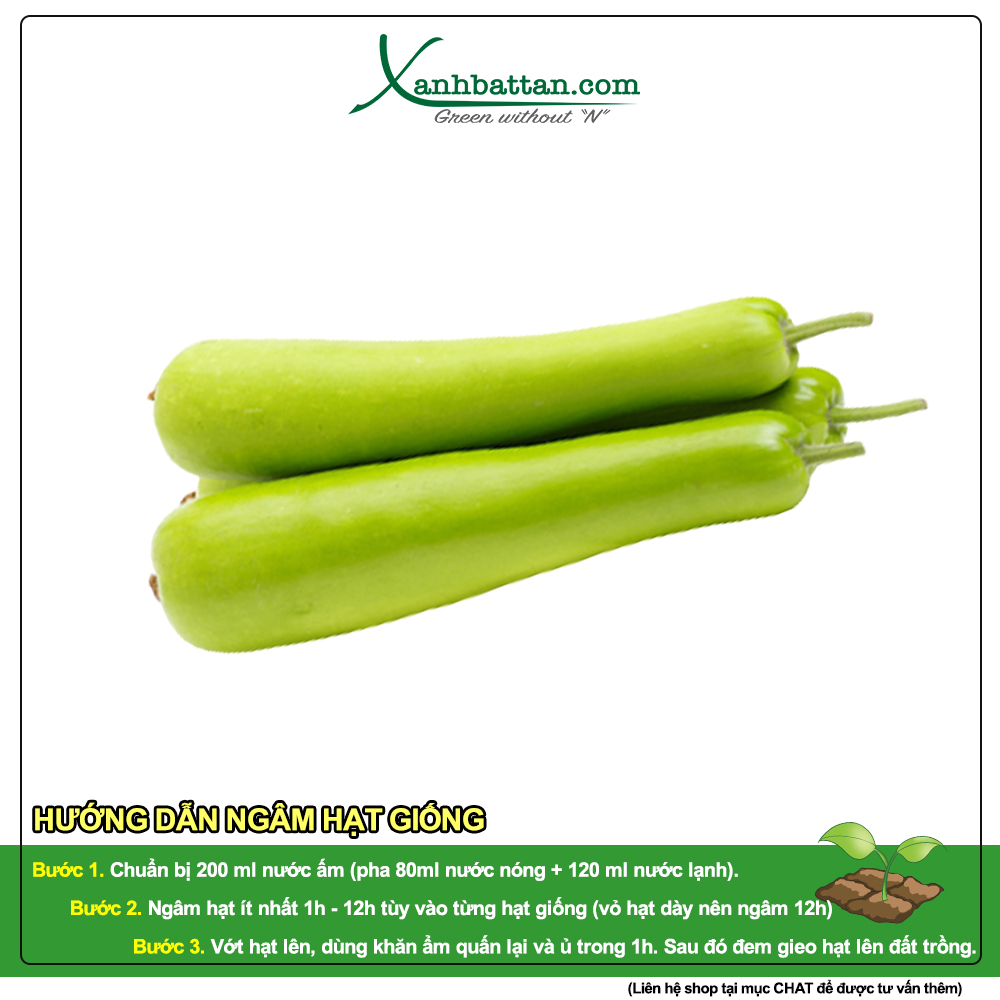 Xanhbattan.com
Green without "N"
HƯỚNG DẪN NGÂM HẠT GIỐNG
Bước 1. Chuẩn bị 200 ml nước ấm (pha 80ml nước nóng + 120 ml nước lạnh).
Bước 2. Ngâm hạt ít nhất 1h - 12h tùy vào từng hạt giống (vỏ hạt dày nên ngâm 12h)
Bước 3. Vớt hạt lên, dùng khăn ẩm quấn lại và ủ trong 1h. Sau đó đem gieo hạt lên đất trồng.
(Liên hệ shop tại mục CHAT để được tư vấn thêm)